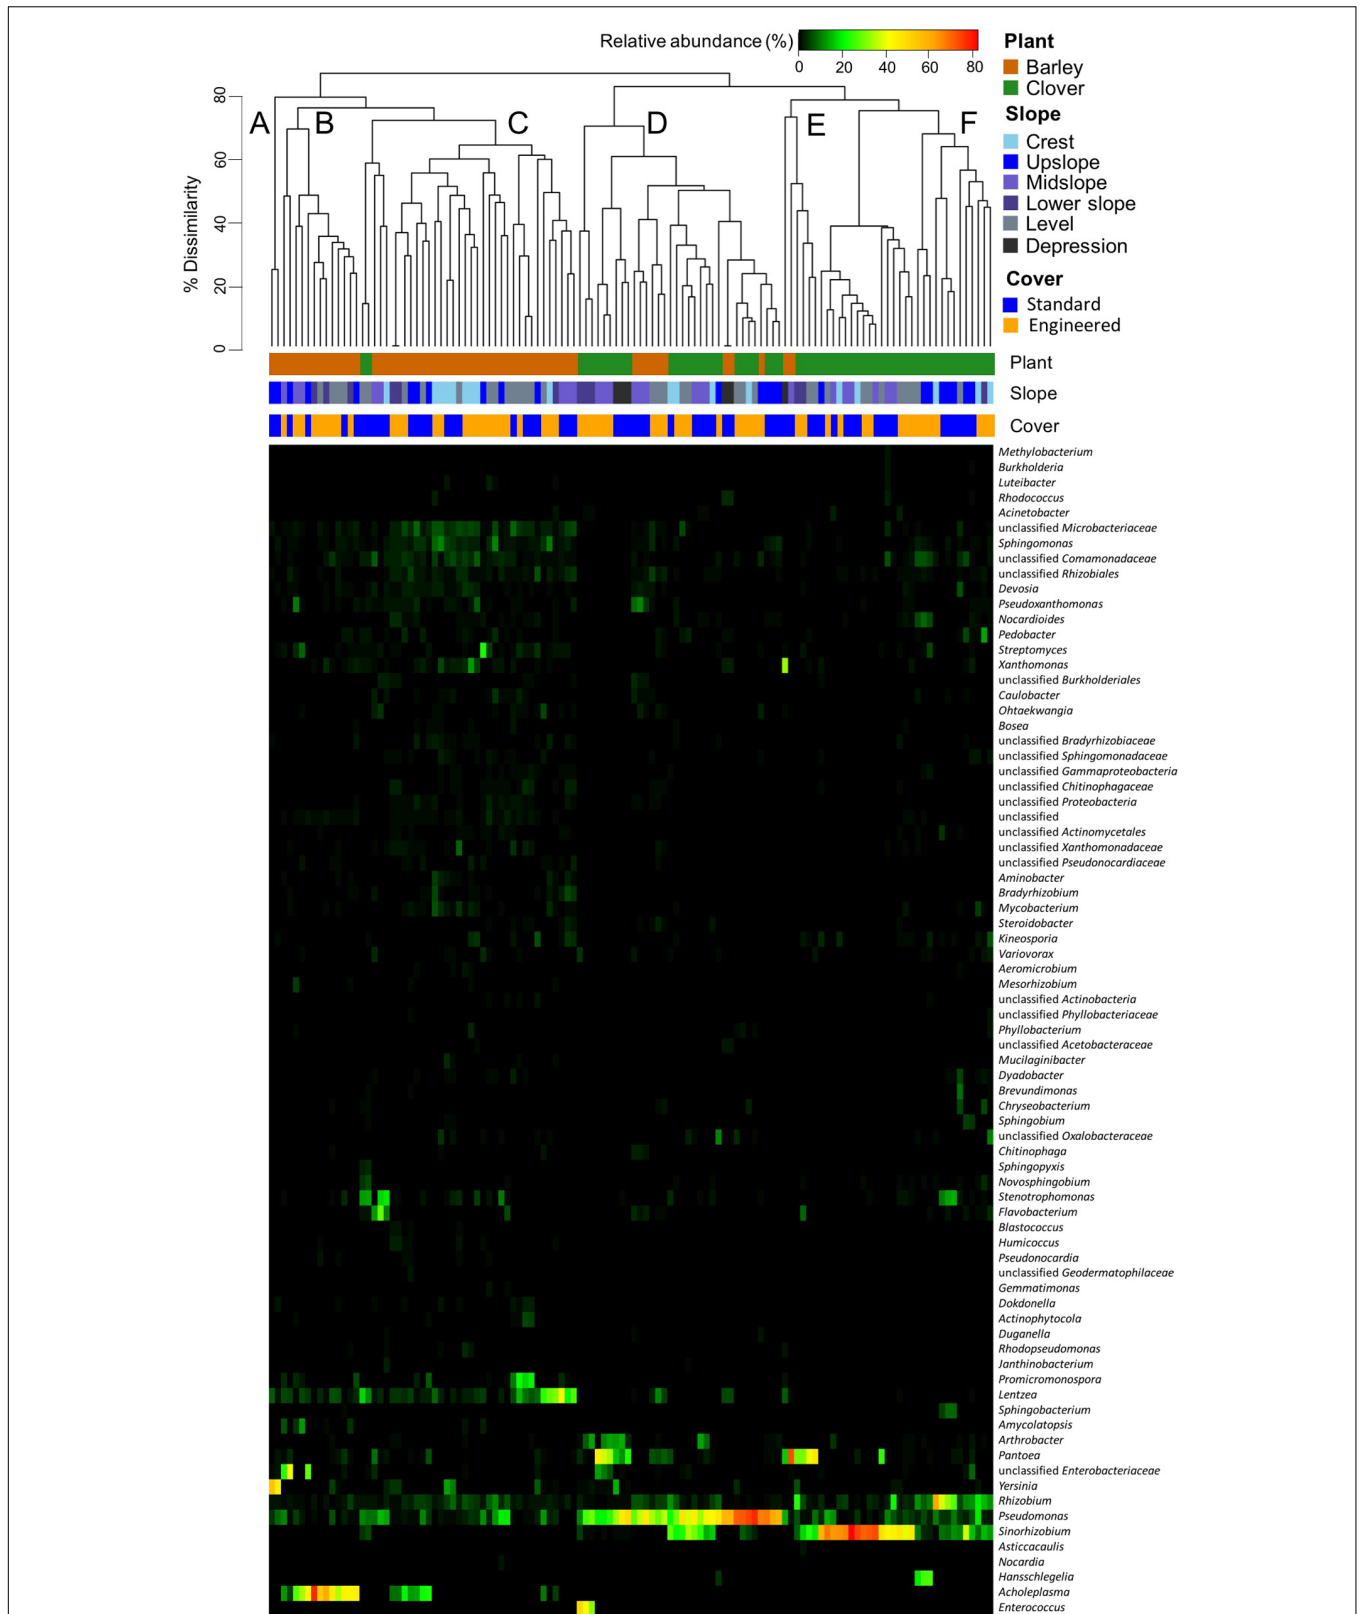 Relative abundance (%)
0 20 40 60 80
Plant
Barley
Clover
Slope
Crest
Upslope
Midslope
Lower slope
Level
Depression
Cover
Standard
Engineered
% Dissimilarity
80
60
40
20
0
A B C D E F
Plant
Slope
Cover
Methylobacterium
Burkholderia
Luteibacter
Rhodococcus
Acinetobacter
unclassified Microbacteriaceae
Sphingomonas
unclassified Comamonadaceae
unclassified Rhizobiales
Devosia
Pseudoxanthomonas
Nocardioides
Pedobacter
Streptomyces
Xanthomonas
unclassified Burkholderiales
Caulobacter
Ohtaekwangia
Bosea
unclassified Bradyrhizobiaceae
unclassified Sphingomonadaceae
unclassified Gammaproteobacteria
unclassified Chitinophagaceae
unclassified Proteobacteria
unclassified
unclassified Actinomycetales
unclassified Xanthomonadaceae
unclassified Pseudonocardiaceae
Aminobacter
Bradyrhizobium
Mycobacterium
Steroidobacter
Kineosporia
Variovorax
Aeromicrobium
Mesorhizobium
unclassified Actinobacteria
unclassified Phyllobacteriaceae
Phyllobacterium
unclassified Acetobacteraceae
Mucilaginibacter
Dyadobacter
Brevundimonas
Chryseobacterium
Sphingobium
unclassified Oxalobacteraceae
Chitinophaga
Sphingopyxis
Novosphingobium
Stenotrophomonas
Flavobacterium
Blastococcus
Humicoccus
Pseudonocardia
unclassified Geodermatophilaceae
Gemmatimonas
Dokdonella
Actinophytocola
Duganella
Rhodopseudomonas
Janthinobacterium
Promicromonospora
Lentzea
Sphingobacterium
Amycolatopsis
Arthrobacter
Pantoea
unclassified Enterobacteriaceae
Yersinia
Rhizobium
Pseudomonas
Sinorhizobium
Asticcacaulis
Nocardia
Hansschlegelia
Acholeplasma
Enterococcus